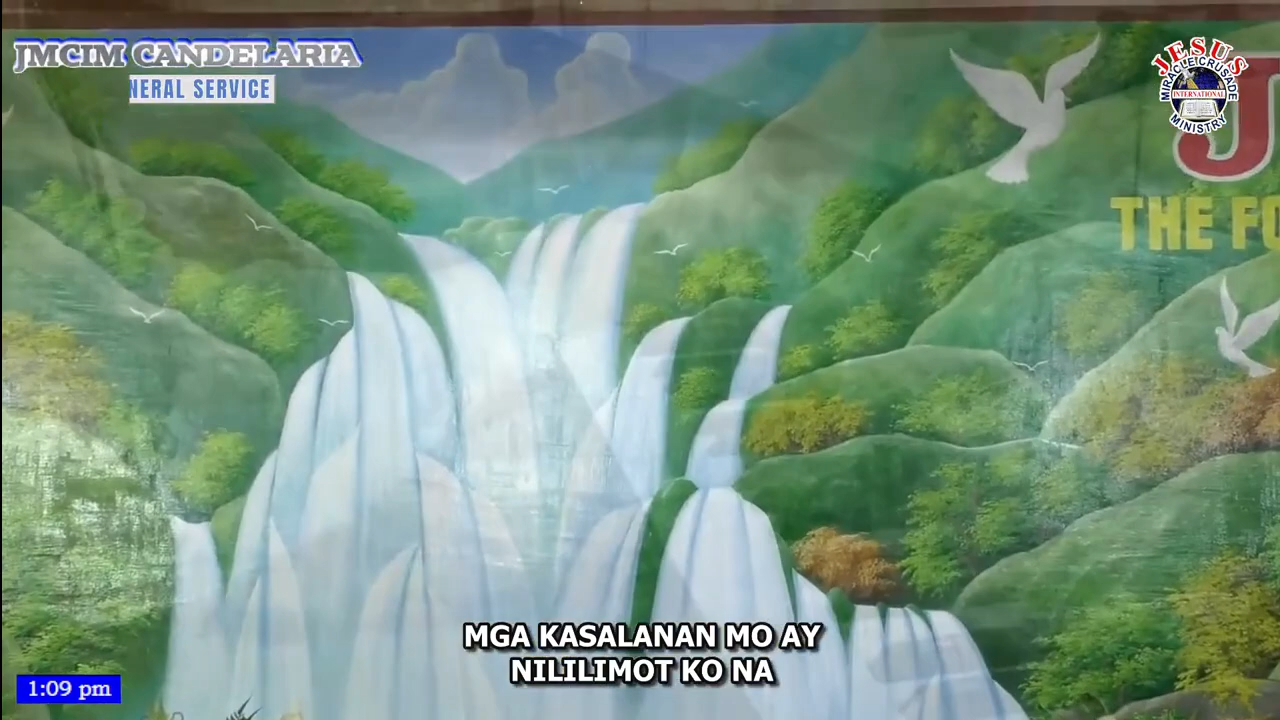 JMCIM CANDELARIA
NERAL SERVICE
JESUS
MIRACLE CRUSADE
INTERNATIONAL
MINISTRY
J
THE FO
MGA KASALANAN MO AY
NILILIMOT KO NA
1:09 pm